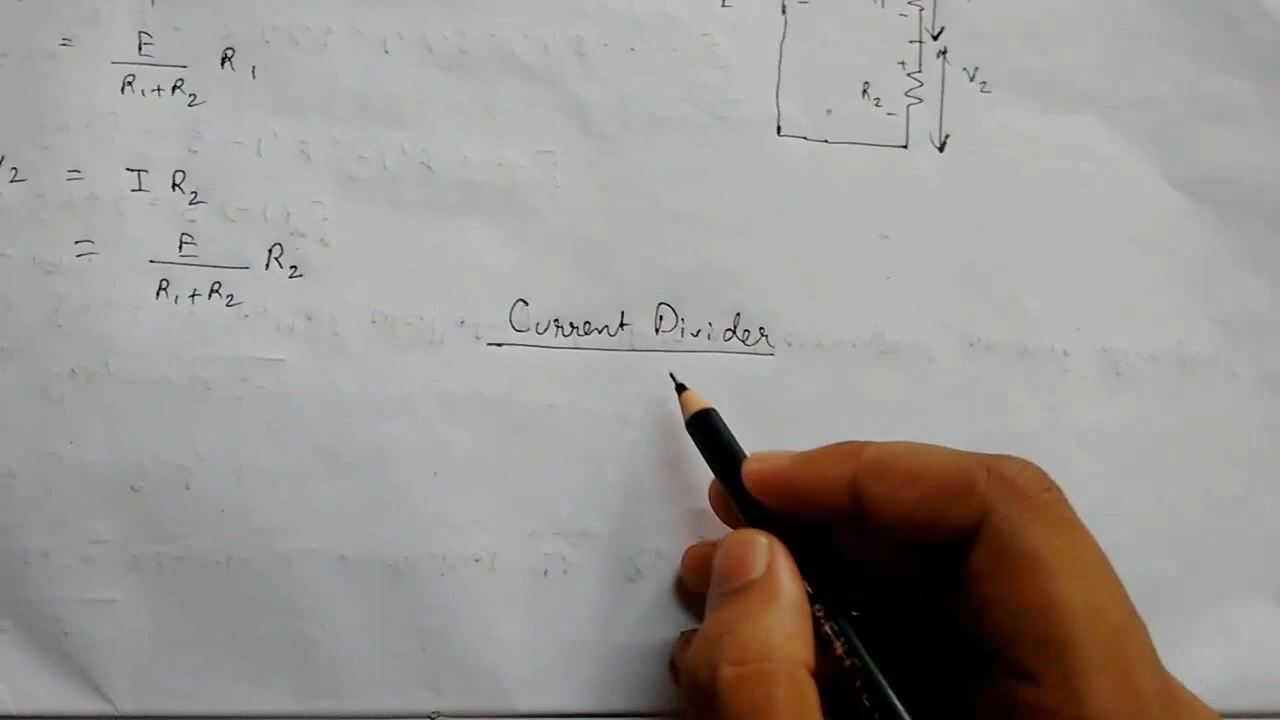 = E / R₁+R₂ R₁
V₂ = I R₂
= E / R₁+R₂ R₂
+
R₂
-
V₂
Current Divider